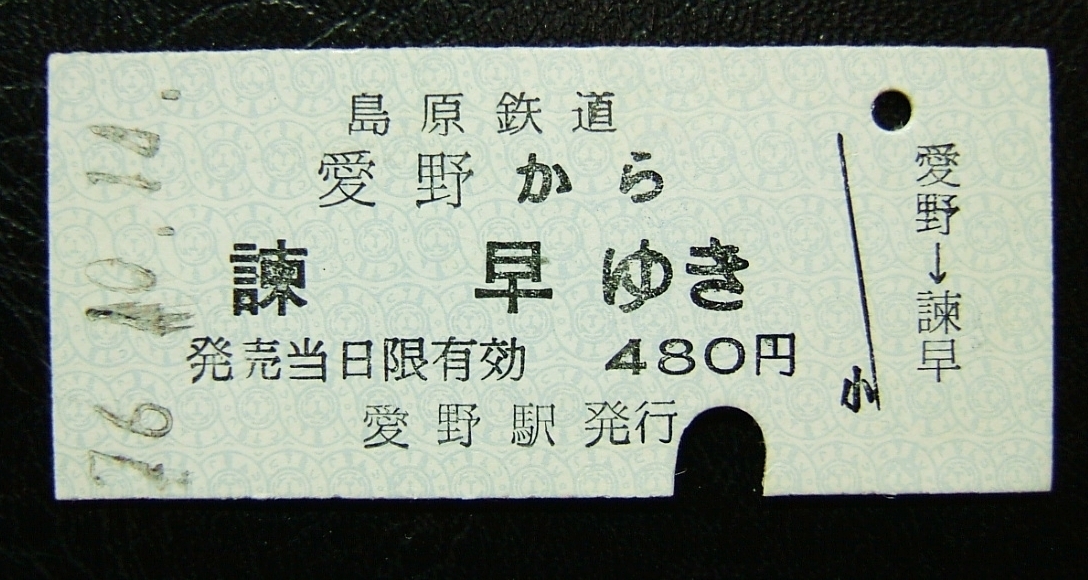 島原鉄道
愛野から
諫早ゆき
発売当日限有効 480円
愛野駅発行
愛野→諫早
小